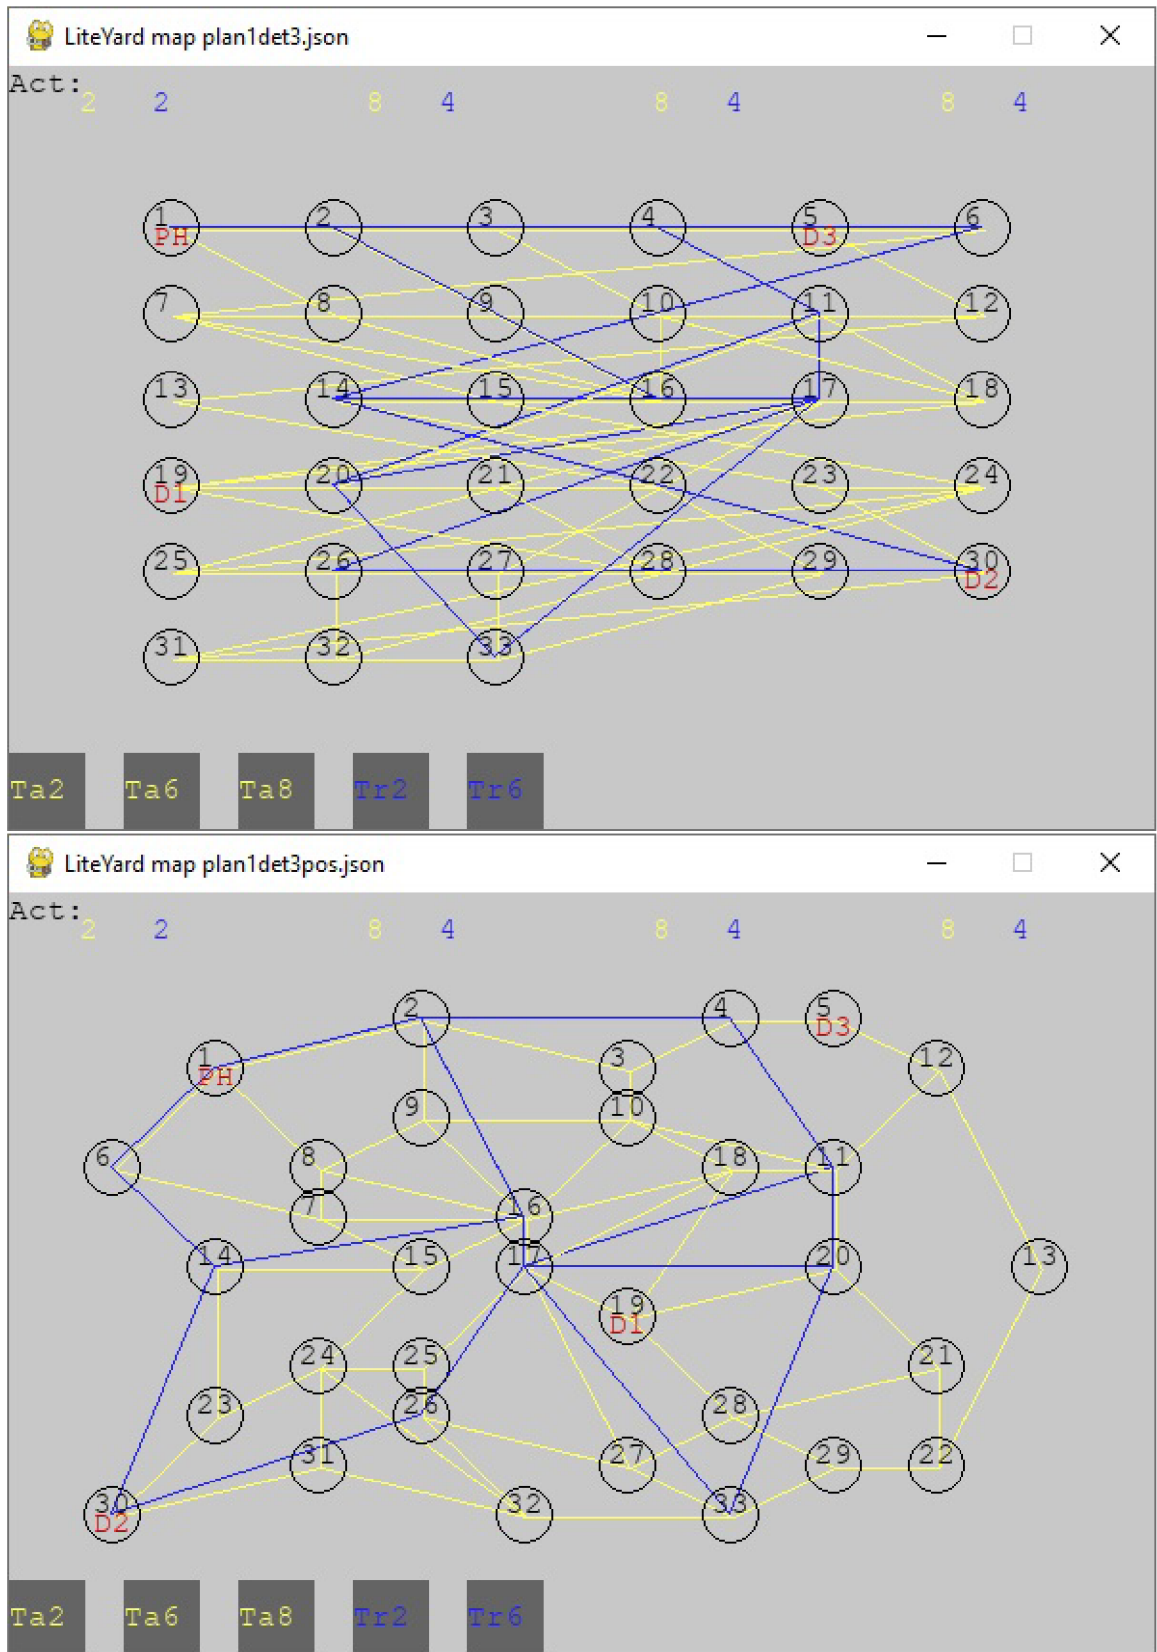 LiteYard map plan1det3.json
Act:
2 2 8 4 8 4 8 4
1 2 3 4 5 6
PH D3
7 8 9 10 11 12
13 14 15 16 17 18
19 20 21 22 23 24
D1
25 26 27 28 29 30
D2
31 32 33
Ta2 Ta6 Ta8 Tr2 Tr6
LiteYard map plan1det3pos.json
Act:
2 2 8 4 8 4 8 4
2 4 5
D3
1 3 12
PH
9 10
6 8 18 11
7 16
14 15 17 20 13
19
D1
24 25 21
23 26 28
31 27 29 22
30 32 33
D2
Ta2 Ta6 Ta8 Tr2 Tr6